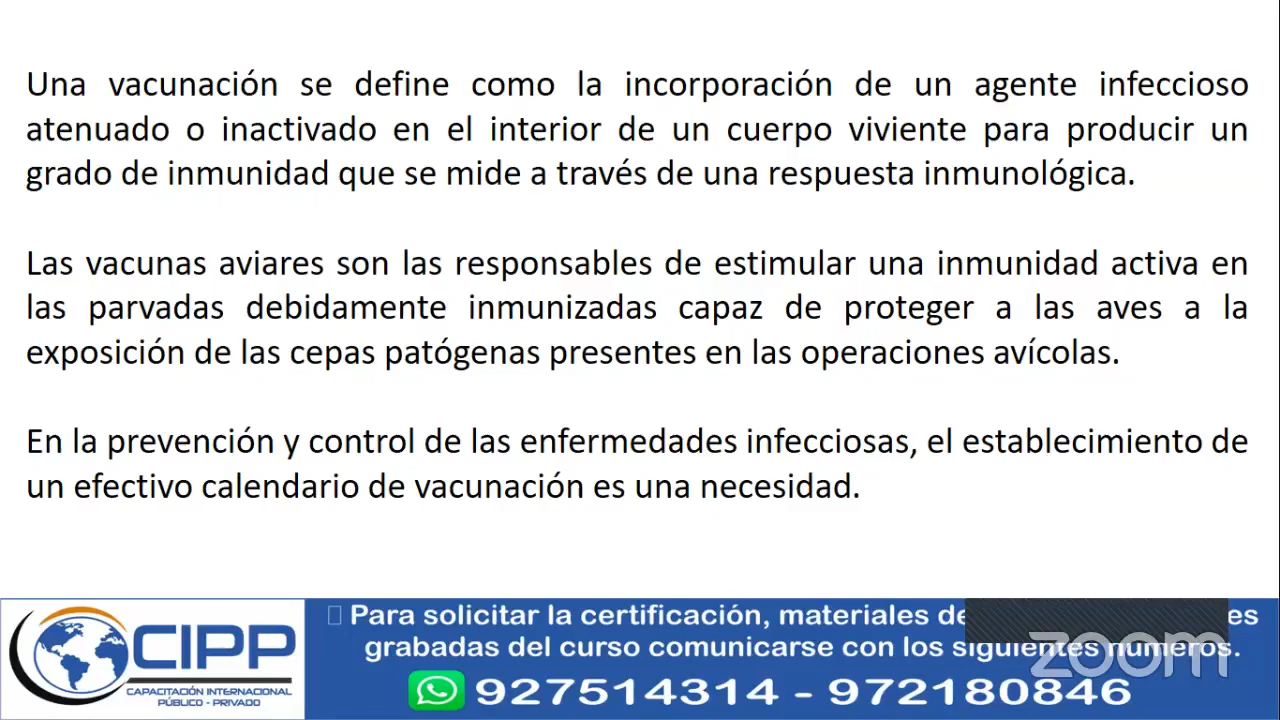 Una vacunación se define como la incorporación de un agente infeccioso
atenuado o inactivado en el interior de un cuerpo viviente para producir un
grado de inmunidad que se mide a través de una respuesta inmunológica.
Las vacunas aviares son las responsables de estimular una inmunidad activa en
las parvadas debidamente inmunizadas capaz de proteger a las aves a la
exposición de las cepas patógenas presentes en las operaciones avícolas.
En la prevención y control de las enfermedades infecciosas, el establecimiento de
un efectivo calendario de vacunación es una necesidad.
CIPP
CAPACITACIÓN INTERNACIONAL
PÚBLICO - PRIVADO
Para solicitar la certificación, materiales de es
grabadas del curso comunicarse con los siguientes números.
927514314 - 972180846
zoom